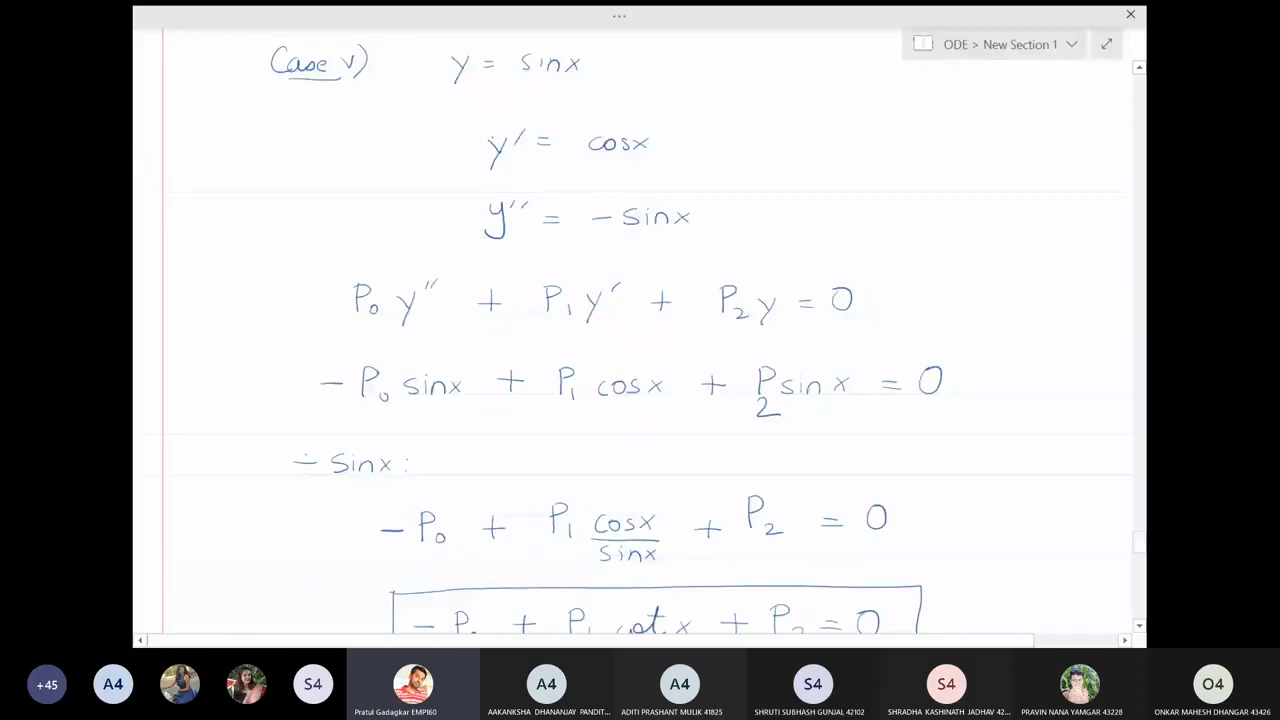 ODE > New Section 1
Case v) y = sinx
y′ = cosx
y″ = - sinx
P₀ y″ + P₁ y′ + P₂ y = 0
- P₀ sinx + P₁ cosx + P₂ sinx = 0
÷ sinx :
- P₀ + P₁ cosx/sinx + P₂ = 0
- P₀ + P₁ cot x + P₂ = 0
+45
A4
S4
A4
A4
S4
S4
O4
Pratul Gadagkar EMP160
AAKANKSHA DHANANJAY PANDIT...
ADITI PRASHANT MULIK 41825
SHRUTI SUBHASH GUNJAL 42102
SHRADHA KASHINATH JADHAV 42...
PRAVIN NANA YAMGAR 43228
ONKAR MAHESH DHANGAR 43426